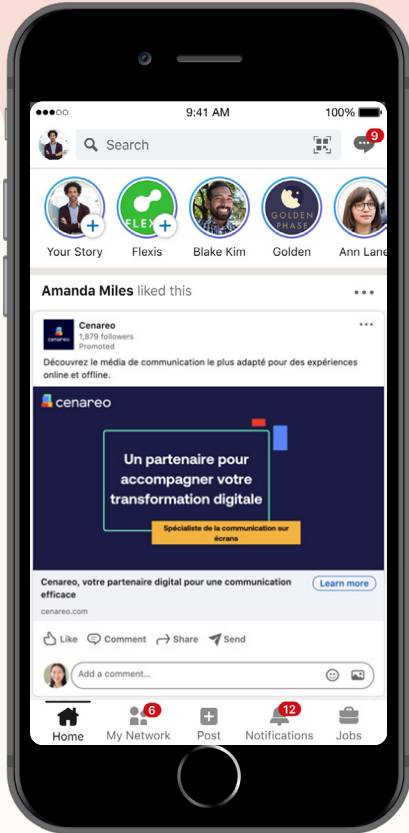 9:41 AM
100%
Search
9
FLEXIS
GOLDEN
PHASE
Your Story
Flexis
Blake Kim
Golden
Ann Lane
Amanda Miles liked this
cenareo
Cenareo
1,879 followers
Promoted
Découvrez le média de communication le plus adapté pour des expériences
online et offline.
cenareo
Un partenaire pour
accompagner votre
transformation digitale
Spécialiste de la communication sur
écrans
Cenareo, votre partenaire digital pour une communication
efficace
Learn more
cenareo.com
Like
Comment
Share
Send
Add a comment...
6
12
Home
My Network
Post
Notifications
Jobs